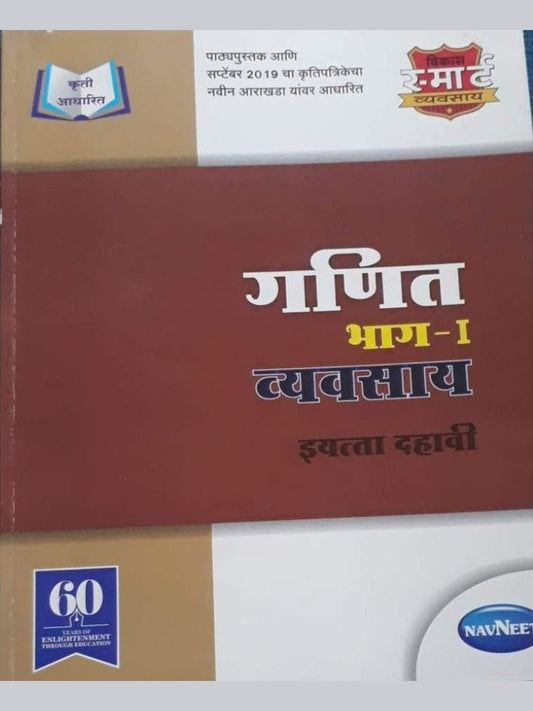 कृती
आधारित
पाठ्यपुस्तक आणि
सप्टेंबर 2019 चा कृतिपत्रिकेचा
नवीन आराखडा यांवर आधारित
विकास
स्मार्ट
व्यवसाय
गणित
भाग-I
व्यवसाय
इयत्ता दहावी
60
YEARS OF
ENLIGHTENMENT
THROUGH EDUCATION
NAVNEET